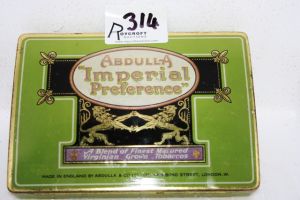 314
Roycroft
ABDULLA
"Imperial
Preference"
A Blend of Finest Matured
Virginian Grown Tobaccos
MADE IN ENGLAND BY ABDULLA & CO BOND STREET, LONDON, W.